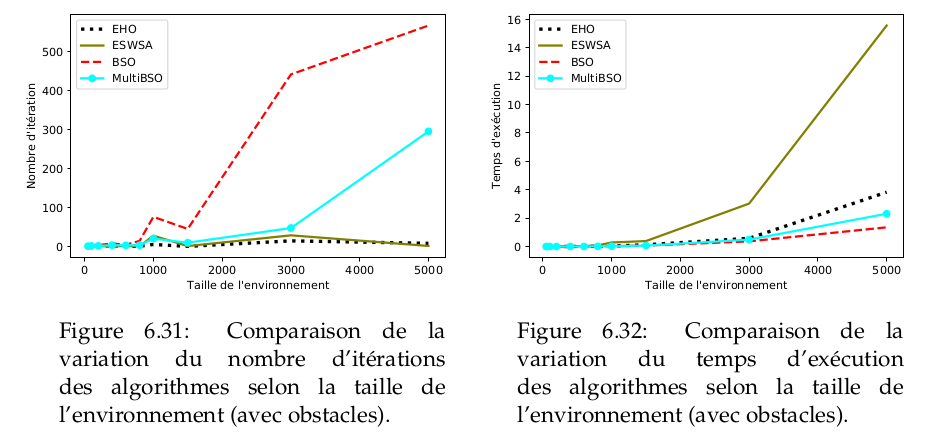 EHO
ESWSA
BSO
MultiBSO
Nombre d'itération
500
400
300
200
100
0
0 1000 2000 3000 4000 5000
Taille de l'environnement
EHO
ESWSA
BSO
MultiBSO
Temps d'exécution
16
14
12
10
8
6
4
2
0
0 1000 2000 3000 4000 5000
Taille de l'environnement
Figure 6.31: Comparaison de la
variation du nombre d'itérations
des algorithmes selon la taille de
l'environnement (avec obstacles).
Figure 6.32: Comparaison de la
variation du temps d'exécution
des algorithmes selon la taille de
l'environnement (avec obstacles).